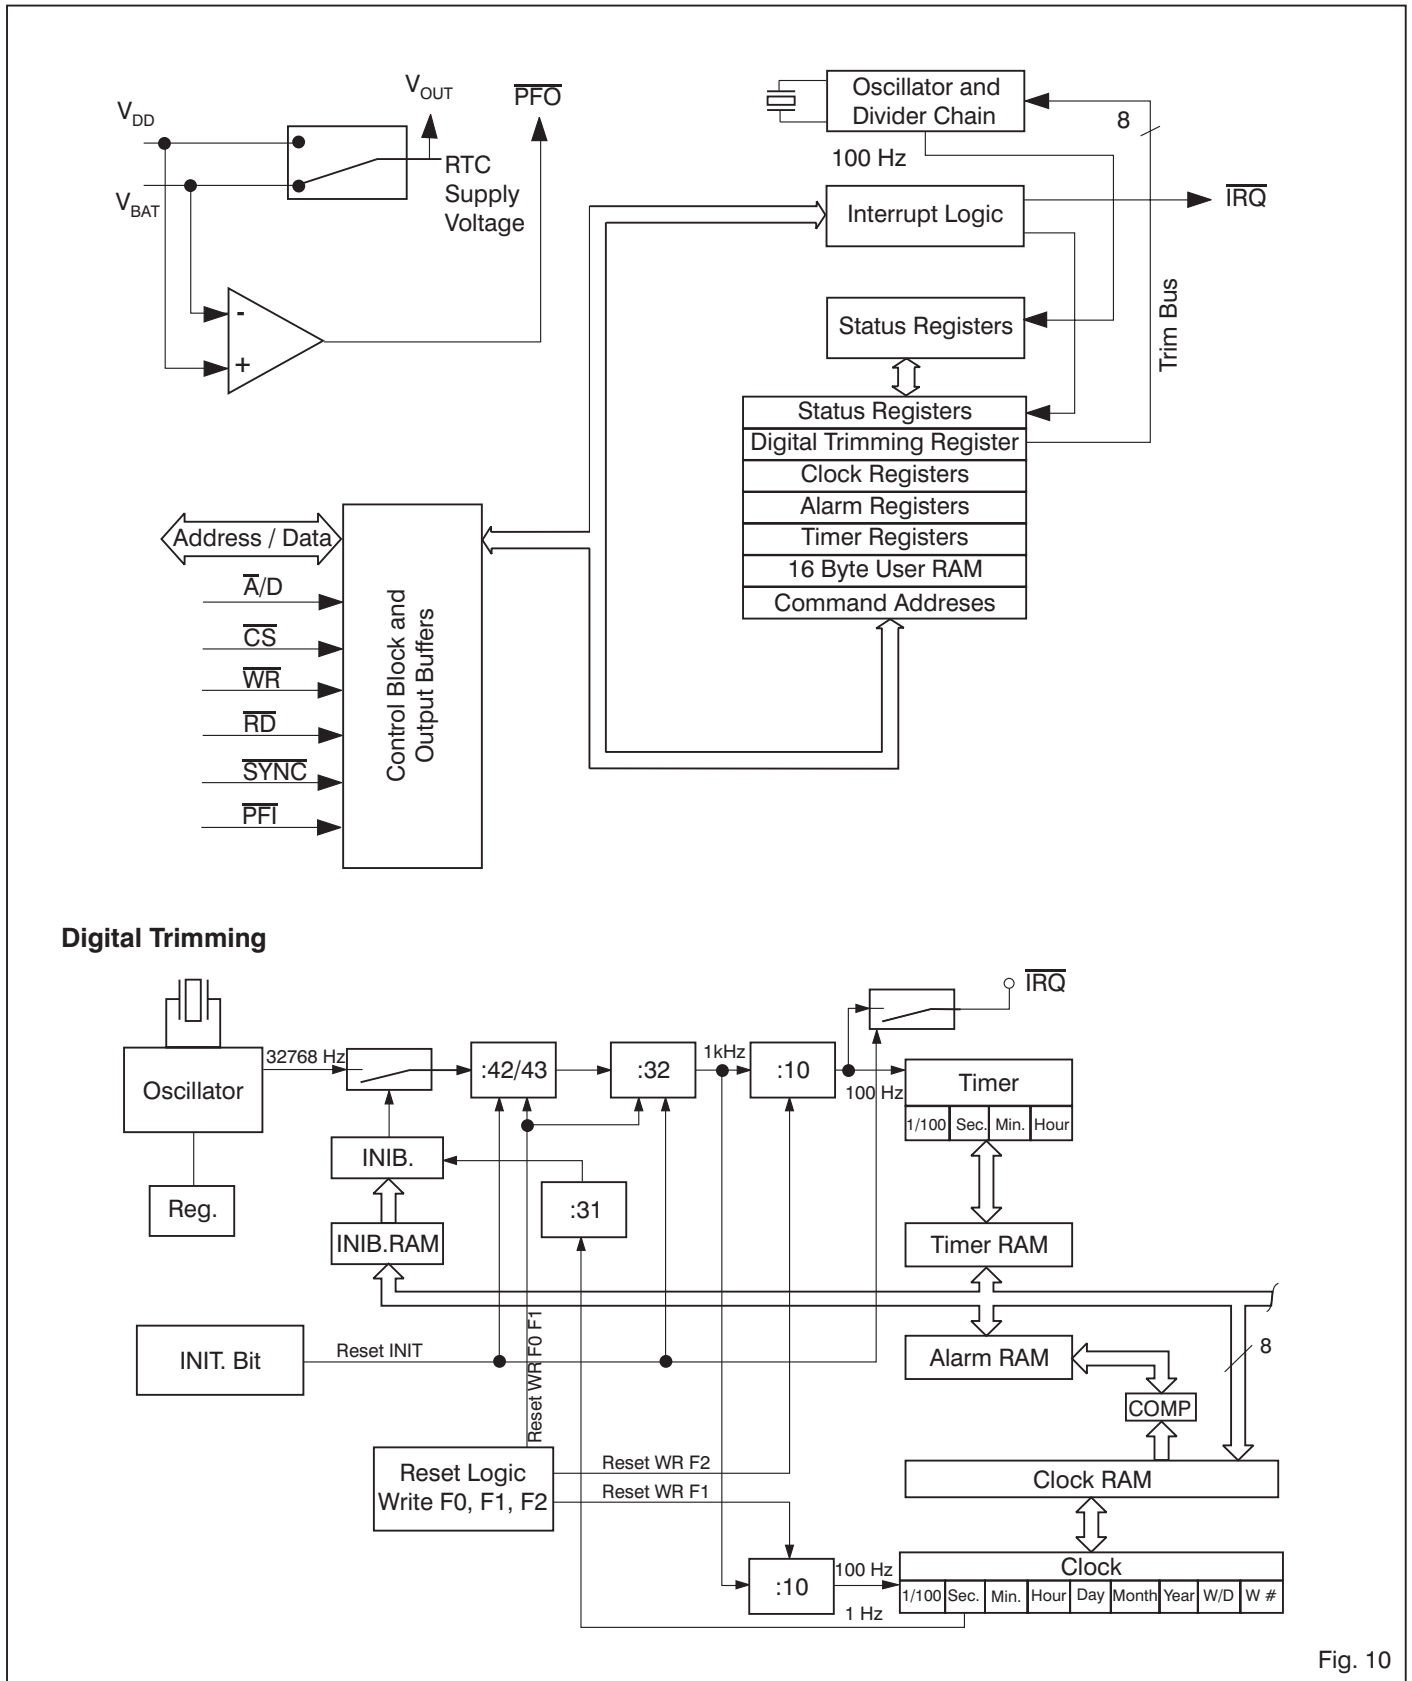 VDD
VOUT
PFO
VBAT
RTC
Supply
Voltage
-
+
Oscillator and
Divider Chain
8
100 Hz
Interrupt Logic
IRQ
Status Registers
Trim Bus
Status Registers
Digital Trimming Register
Clock Registers
Alarm Registers
Timer Registers
16 Byte User RAM
Command Addreses
Address / Data
A/D
CS
WR
RD
SYNC
PFI
Control Block and
Output Buffers
Digital Trimming
Oscillator
32768 Hz
Reg.
:42/43
:32
1kHz
:10
100 Hz
IRQ
Timer
1/100 Sec. Min. Hour
INIB.
:31
INIB.RAM
Timer RAM
INIT. Bit
Reset INIT
Reset WR F0 F1
Alarm RAM
8
COMP
Reset Logic
Write F0, F1, F2
Reset WR F2
Reset WR F1
Clock RAM
:10
100 Hz
1 Hz
Clock
1/100 Sec. Min. Hour Day Month Year W/D W #
Fig. 10